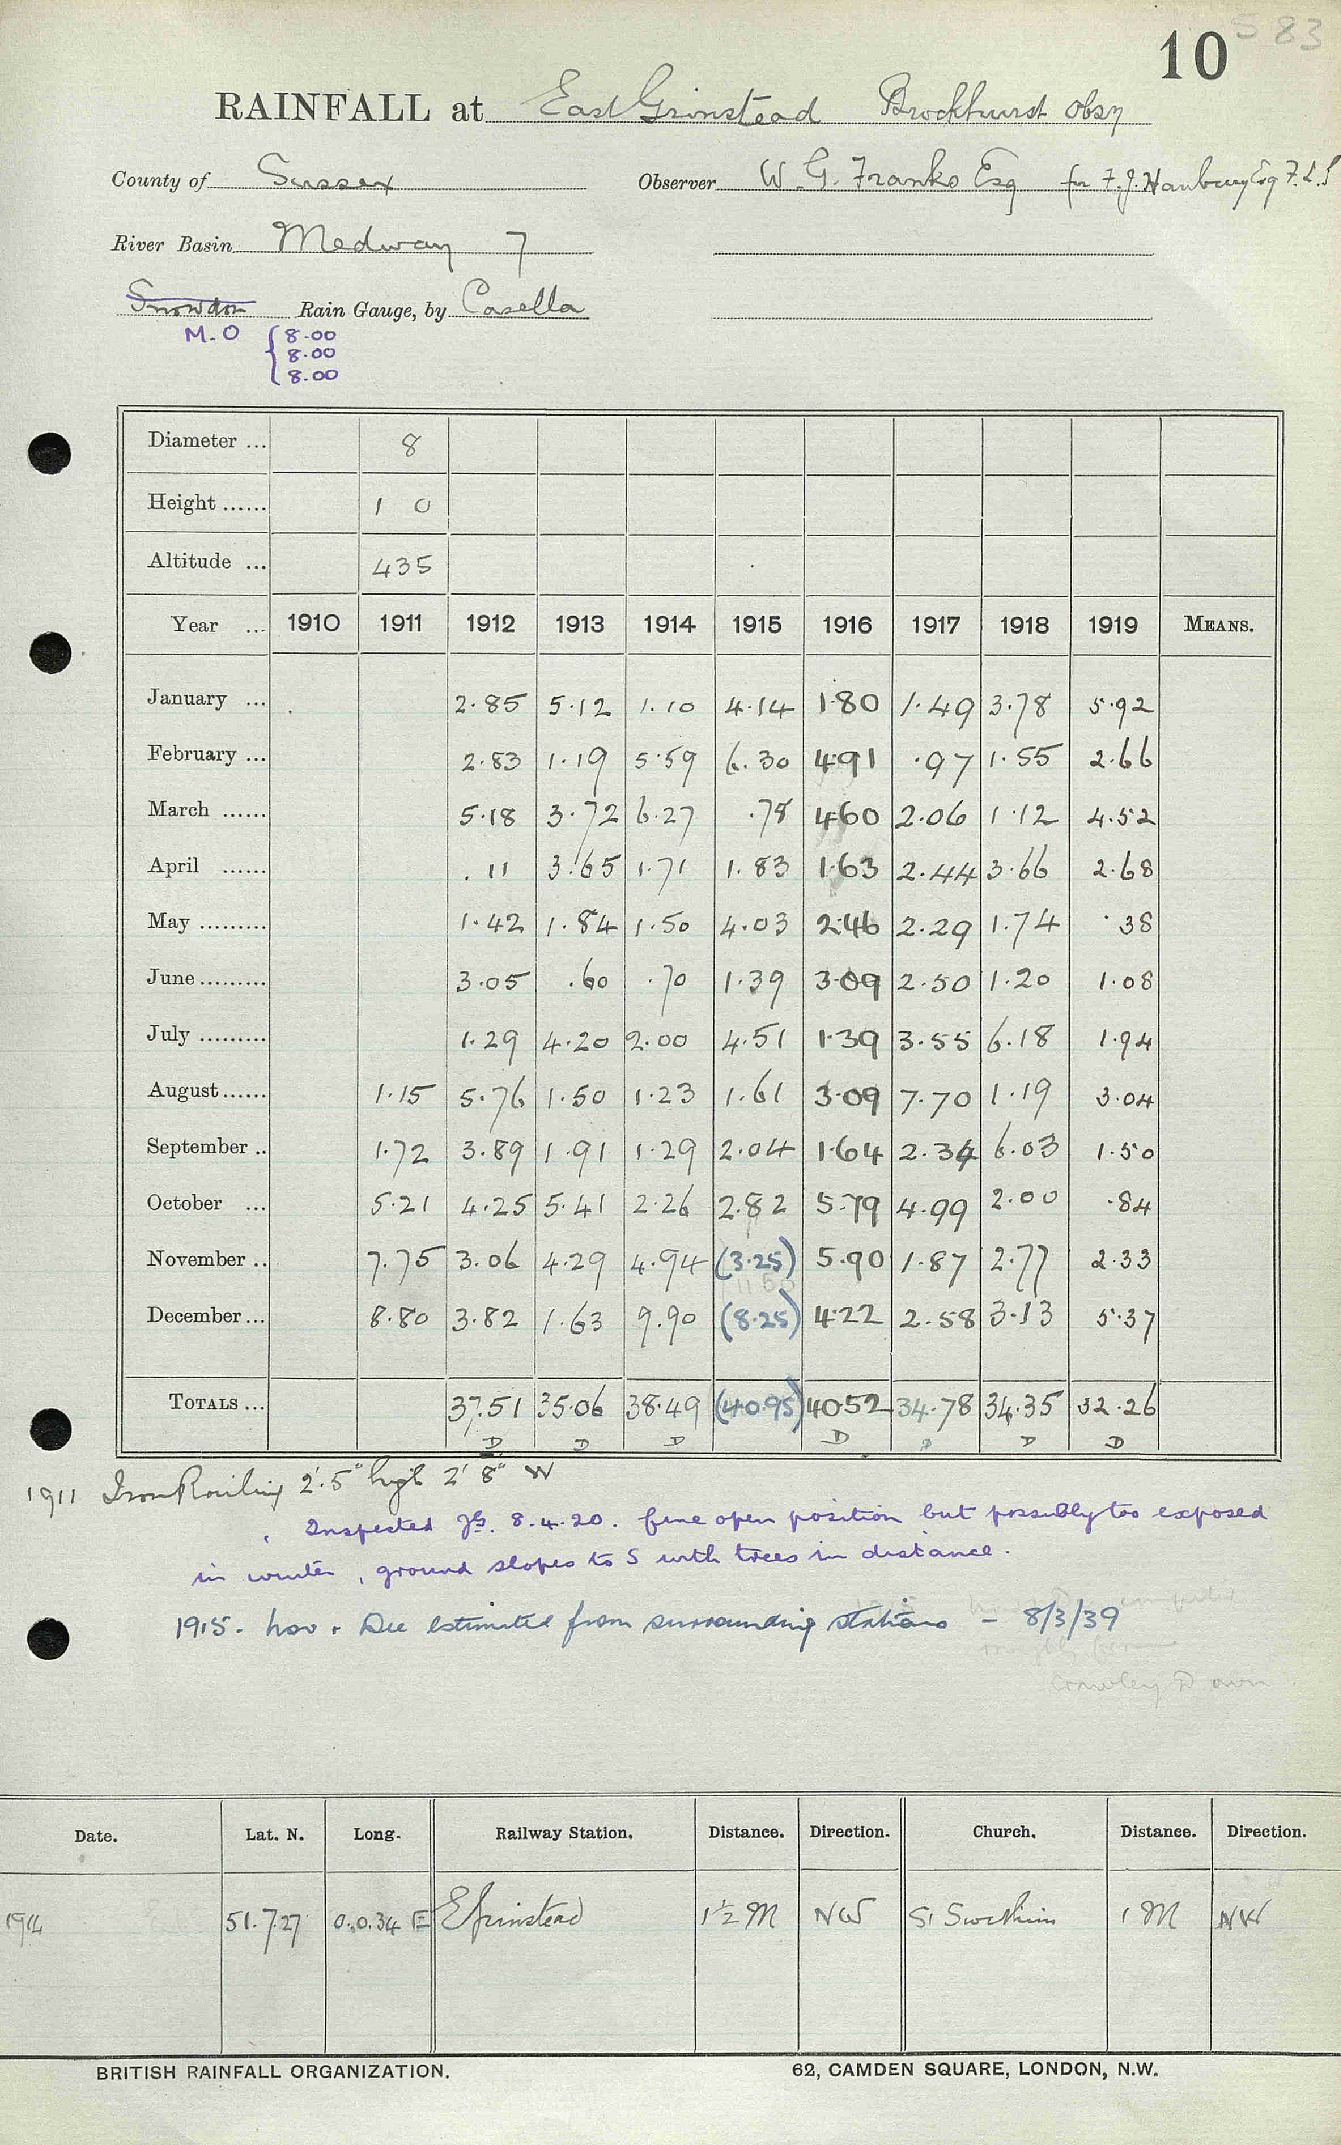 10 583
RAINFALL at East Grinstead Brockhurst Obsy
County of Sussex Observer W. G. Franks Esq for F. J. Hanbury Esq F.L.S
River Basin Medway 7
Snowdon Rain Gauge, by Casella
M.O { 8.00
8.00
8.00
Diameter ... 8
Height ...... 1 0
Altitude ... 435
Year ... 1910 1911 1912 1913 1914 1915 1916 1917 1918 1919 MEANS.
January ... 2.85 5.12 1.10 4.14 1.80 1.49 3.78 5.92
February ... 2.83 1.19 5.59 6.30 4.91 .97 1.55 2.66
March ...... 5.18 3.72 6.27 .78 4.60 2.06 1.12 4.52
April ...... .11 3.65 1.71 1.83 1.63 2.44 3.66 2.68
May ......... 1.42 1.84 1.50 4.03 2.46 2.29 1.74 .38
June ......... 3.05 .60 .70 1.39 3.09 2.50 1.20 1.08
July ......... 1.29 4.20 2.00 4.51 1.39 3.55 6.18 1.94
August...... 1.15 5.76 1.50 1.23 1.61 3.09 7.70 1.19 3.04
September .. 1.72 3.89 1.91 1.29 2.04 1.64 2.34 6.03 1.50
October ... 5.21 4.25 5.41 2.26 2.82 5.79 4.99 2.00 .84
November .. 7.75 3.06 4.29 4.94 (3.25) 5.90 1.87 2.77 2.33
11 50
December... 8.80 3.82 1.63 9.90 (8.25) 4.22 2.58 3.13 5.37
TOTALS ... 37.51 35.06 38.49 (40.95) 40.52 34.78 34.35 32.26
D D D D D D D
1911 Iron Railing 2'.5" high 2' 8" W
Inspected 8.4.20. fine open position but possibly too exposed
in winter, ground slopes to S with trees in distance.
1915. Nov. Dec estimated from surrounding stations - 8/3/39
Crawley Down
Date. Lat. N. Long. Railway Station. Distance. Direction. Church. Distance. Direction.
1914 51.7.27 0.0.34 E E Grinstead 1½ M NW St Swithin 1 M NW
BRITISH RAINFALL ORGANIZATION. 62, CAMDEN SQUARE, LONDON, N.W.